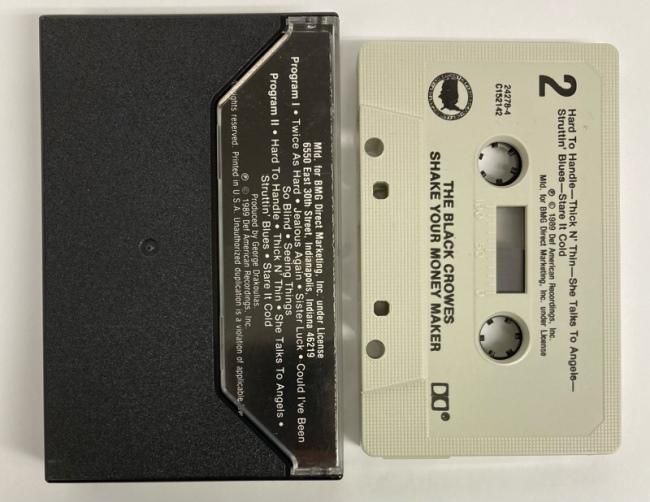 Mfd. for BMG Direct Marketing, Inc. under License
6550 East 30th Street, Indianapolis, Indiana 46219
Program I • Twice As Hard • Jealous Again • Sister Luck • Could I've Been
So Blind • Seeing Things
Program II • Hard To Handle • Thick N' Thin • She Talks To Angels •
Struttin' Blues • Stare It Cold
Produced by George Drakoulias
℗ © 1989 Def American Recordings, Inc.
rights reserved. Printed in U.S.A. Unauthorized duplication is a violation of applicable
2
Hard To Handle—Thick N' Thin—She Talks To Angels—
Struttin' Blues—Stare It Cold
℗ © 1989 Def American Recordings, Inc.
Mfd. for BMG Direct Marketing, Inc. under License
24278-4
C152142
THE BLACK CROWES
SHAKE YOUR MONEY MAKER